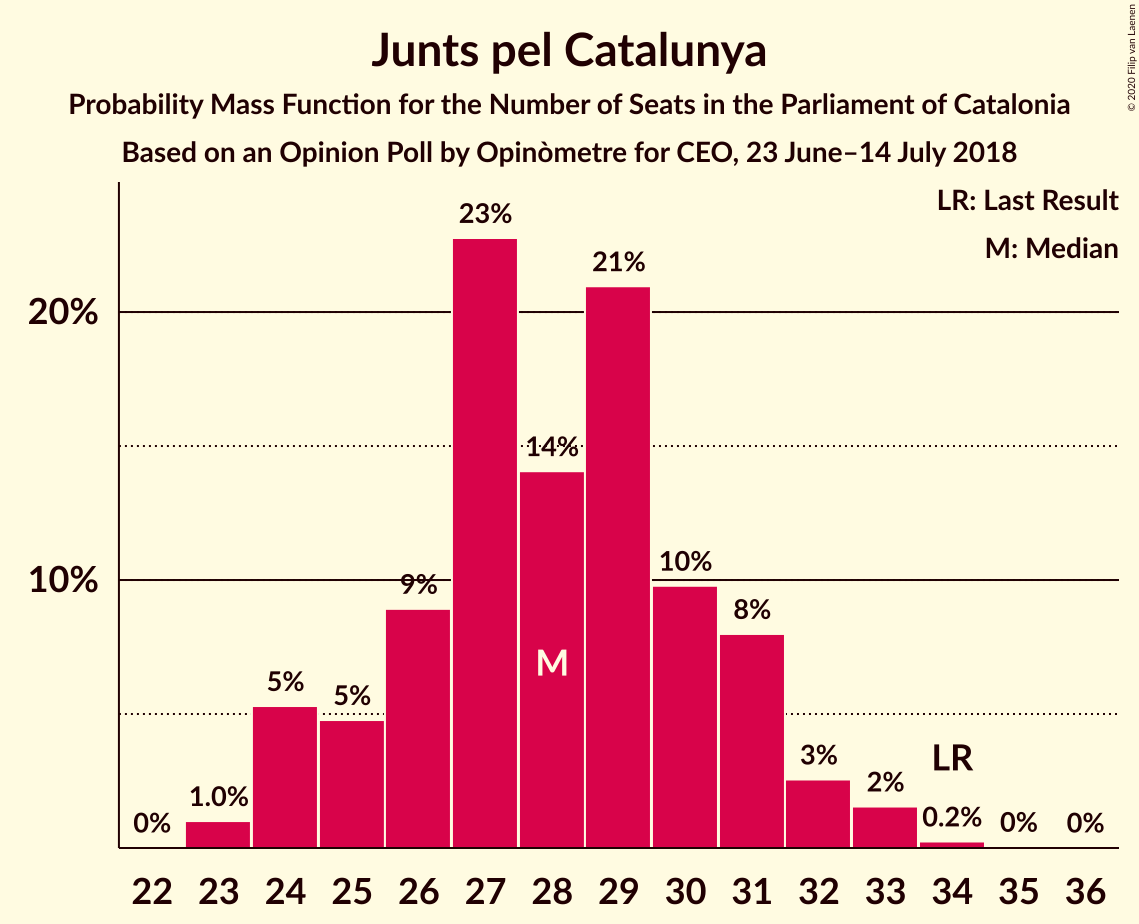 Junts pel Catalunya
Probability Mass Function for the Number of Seats in the Parliament of Catalonia
Based on an Opinion Poll by Opinòmetre for CEO, 23 June–14 July 2018
© 2020 Filip van Laenen
LR: Last Result
M: Median
20%
10%
0%
1.0%
5%
5%
9%
23%
14%
21%
10%
8%
3%
2%
0.2%
0%
0%
M
LR
22 23 24 25 26 27 28 29 30 31 32 33 34 35 36